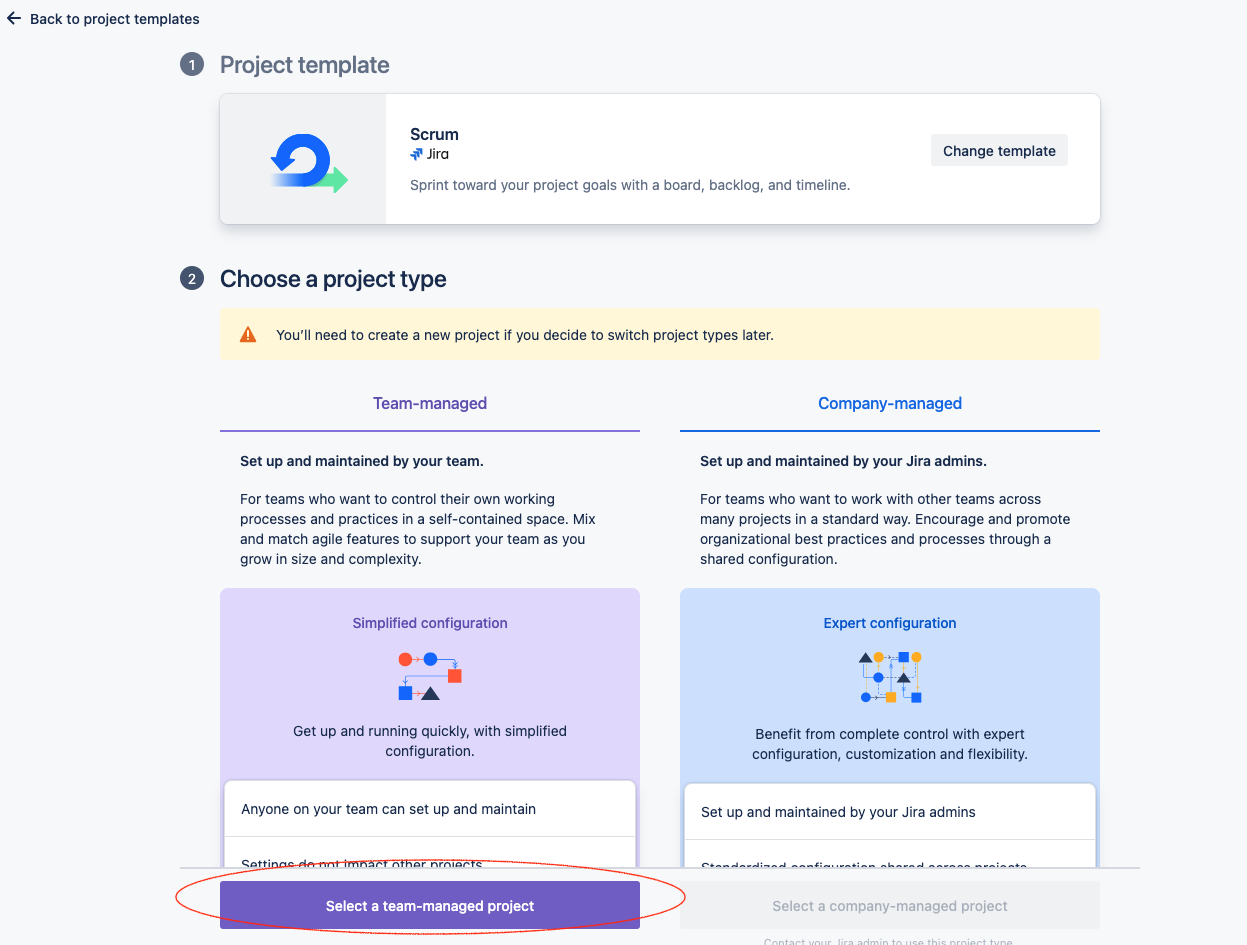 Back to project templates
1 Project template
Scrum
Jira
Sprint toward your project goals with a board, backlog, and timeline.
Change template
2 Choose a project type
You’ll need to create a new project if you decide to switch project types later.
Team-managed
Set up and maintained by your team.
For teams who want to control their own working
processes and practices in a self-contained space. Mix
and match agile features to support your team as you
grow in size and complexity.
Simplified configuration
Get up and running quickly, with simplified
configuration.
Anyone on your team can set up and maintain
Settings do not impact other projects
Select a team-managed project
Company-managed
Set up and maintained by your Jira admins.
For teams who want to work with other teams across
many projects in a standard way. Encourage and promote
organizational best practices and processes through a
shared configuration.
Expert configuration
Benefit from complete control with expert
configuration, customization and flexibility.
Set up and maintained by your Jira admins
Standardized configuration shared across projects
Select a company-managed project
Contact your Jira admin to use this project type